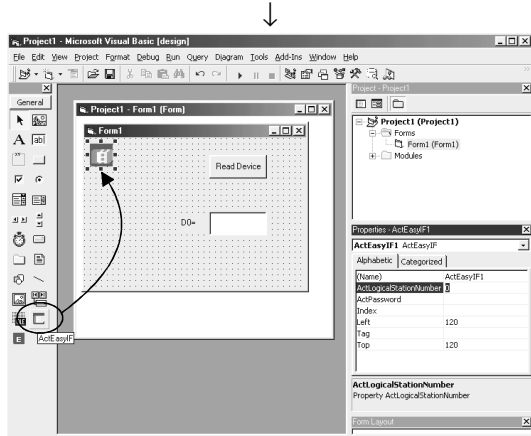 Project1 - Microsoft Visual Basic [design]
File Edit View Project Format Debug Run Query Diagram Tools Add-Ins Window Help
General
A ab|
ActEasyIF
Project1 - Form1 (Form)
Form1
Read Device
D0=
Project - Project1
Project1 (Project1)
Forms
Form1 (Form1)
Modules
Properties - ActEasyIF1
ActEasyIF1 ActEasyIF
Alphabetic Categorized
(Name) ActEasyIF1
ActLogicalStationNumber 0
ActPassword
Index
Left 120
Tag
Top 120
ActLogicalStationNumber
Property ActLogicalStationNumber
Form Layout